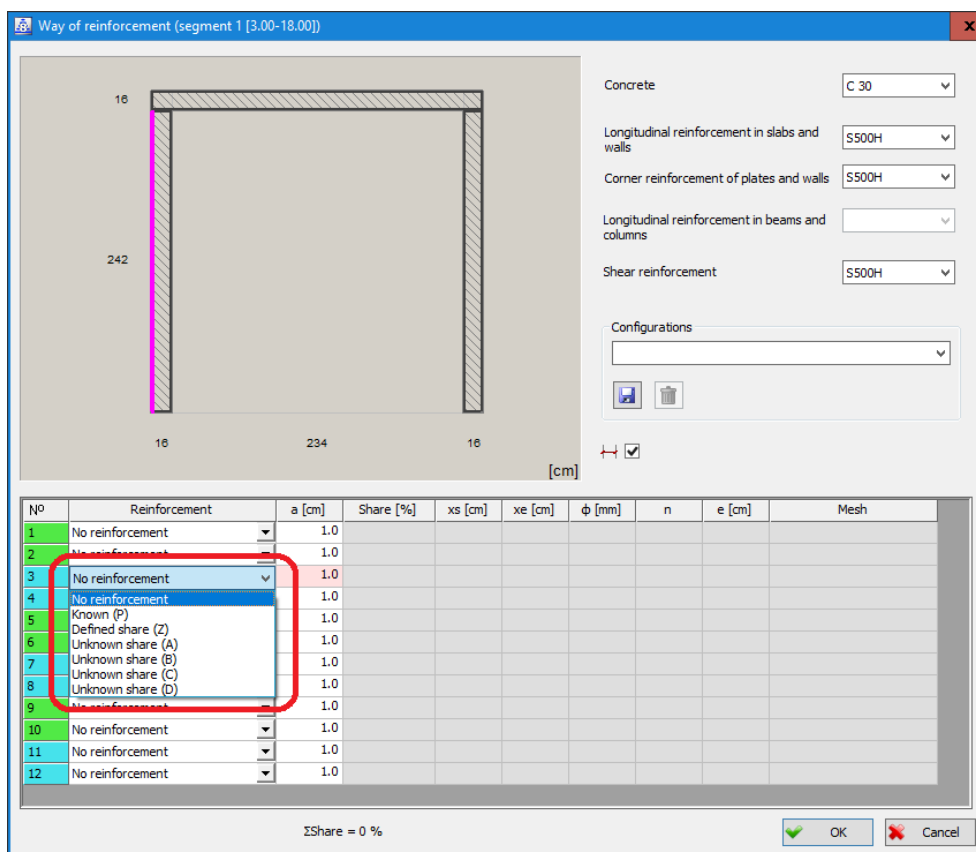 Way of reinforcement (segment 1 [3.00-18.00])
x
16
242
16
234
16
[cm]
Concrete
C 30
Longitudinal reinforcement in slabs and
walls
S500H
Corner reinforcement of plates and walls
S500H
Longitudinal reinforcement in beams and
columns
Shear reinforcement
S500H
Configurations
Nº Reinforcement a [cm] Share [%] xs [cm] xe [cm] ϕ [mm] n e [cm] Mesh
1 No reinforcement 1.0
2 No reinforcement 1.0
3 No reinforcement 1.0
4 No reinforcement 1.0
5 Known (P) 1.0
Defined share (Z)
6 Unknown share (A) 1.0
7 Unknown share (B) 1.0
Unknown share (C)
8 Unknown share (D) 1.0
9 No reinforcement 1.0
10 No reinforcement 1.0
11 No reinforcement 1.0
12 No reinforcement 1.0
ΣShare = 0 %
OK
Cancel